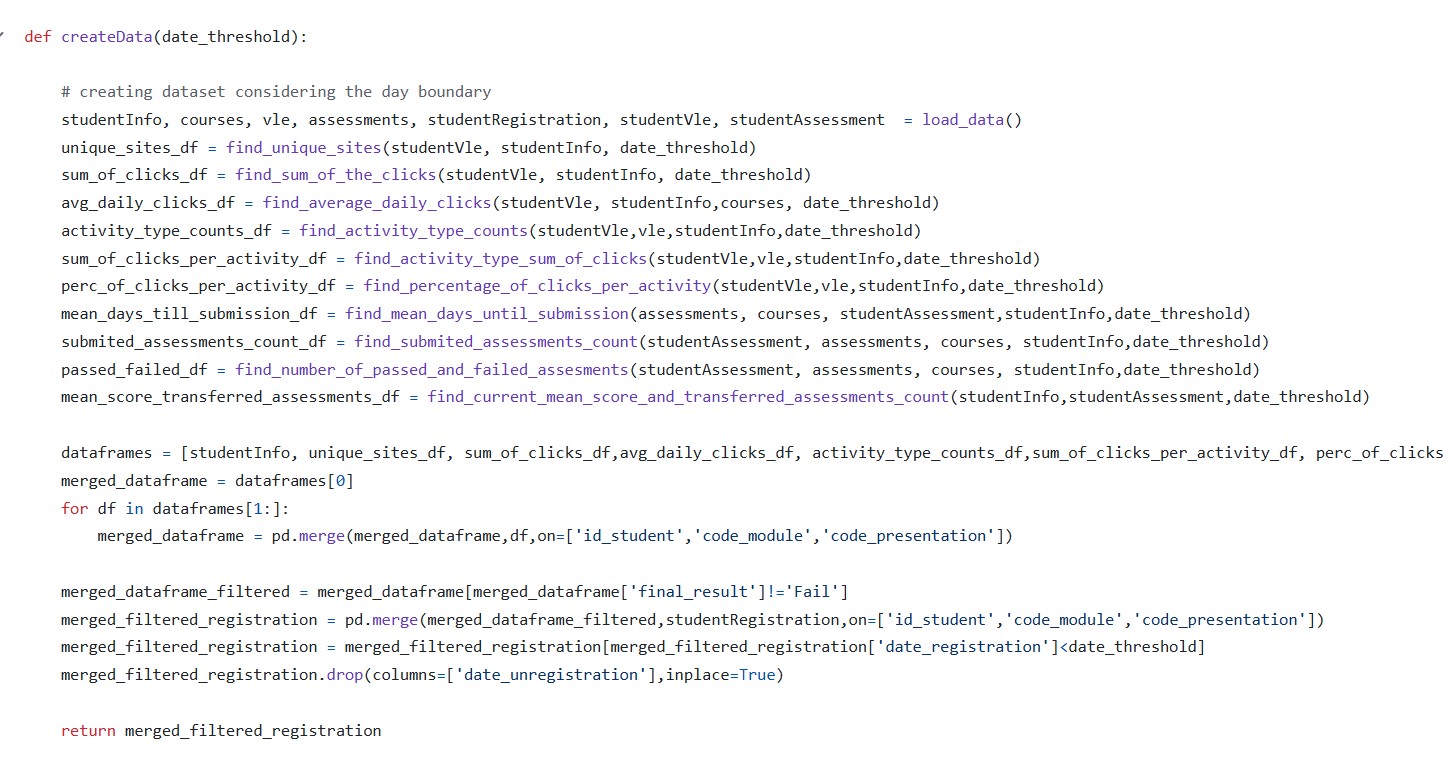 def createData(date_threshold):
# creating dataset considering the day boundary
studentInfo, courses, vle, assessments, studentRegistration, studentVle, studentAssessment  = load_data()
unique_sites_df = find_unique_sites(studentVle, studentInfo, date_threshold)
sum_of_clicks_df = find_sum_of_the_clicks(studentVle, studentInfo, date_threshold)
avg_daily_clicks_df = find_average_daily_clicks(studentVle, studentInfo,courses, date_threshold)
activity_type_counts_df = find_activity_type_counts(studentVle,vle,studentInfo,date_threshold)
sum_of_clicks_per_activity_df = find_activity_type_sum_of_clicks(studentVle,vle,studentInfo,date_threshold)
perc_of_clicks_per_activity_df = find_percentage_of_clicks_per_activity(studentVle,vle,studentInfo,date_threshold)
mean_days_till_submission_df = find_mean_days_until_submission(assessments, courses, studentAssessment,studentInfo,date_threshold)
submited_assessments_count_df = find_submited_assessments_count(studentAssessment, assessments, courses, studentInfo,date_threshold)
passed_failed_df = find_number_of_passed_and_failed_assesments(studentAssessment, assessments, courses, studentInfo,date_threshold)
mean_score_transferred_assessments_df = find_current_mean_score_and_transferred_assessments_count(studentInfo,studentAssessment,date_threshold)
dataframes = [studentInfo, unique_sites_df, sum_of_clicks_df,avg_daily_clicks_df, activity_type_counts_df,sum_of_clicks_per_activity_df, perc_of_clicks
merged_dataframe = dataframes[0]
for df in dataframes[1:]:
merged_dataframe = pd.merge(merged_dataframe,df,on=['id_student','code_module','code_presentation'])
merged_dataframe_filtered = merged_dataframe[merged_dataframe['final_result']!='Fail']
merged_filtered_registration = pd.merge(merged_dataframe_filtered,studentRegistration,on=['id_student','code_module','code_presentation'])
merged_filtered_registration = merged_filtered_registration[merged_filtered_registration['date_registration']<date_threshold]
merged_filtered_registration.drop(columns=['date_unregistration'],inplace=True)
return merged_filtered_registration